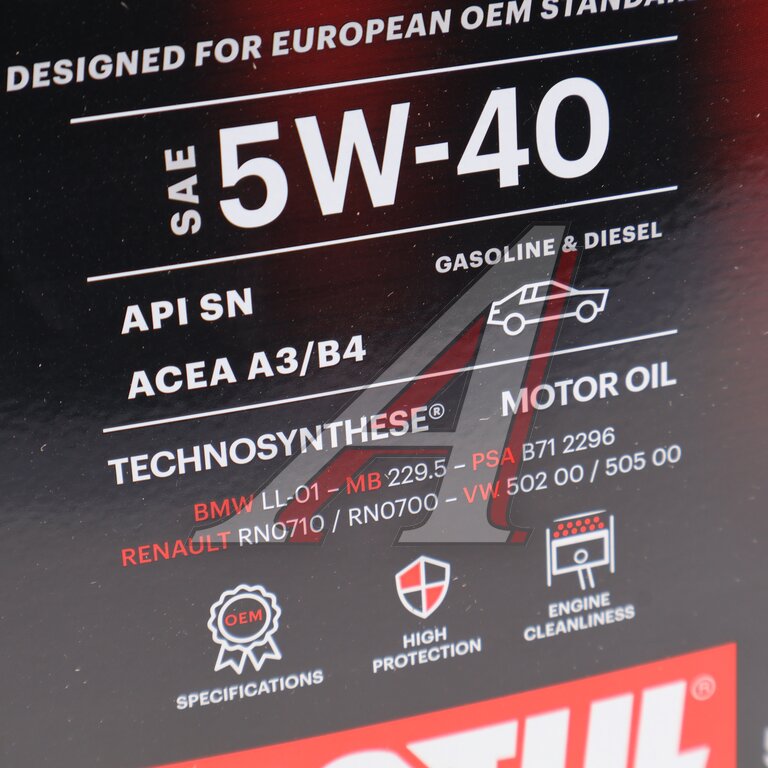 DESIGNED FOR EUROPEAN OEM
SAE 5W-40
GASOLINE & DIESEL
API SN
ACEA A3/B4
TECHNOSYNTHESE® MOTOR OIL
BMW LL-01 – MB 229.5 – PSA B71 2296
RENAULT RN0710 / RN0700 – VW 502 00 / 505 00
OEM
SPECIFICATIONS
HIGH
PROTECTION
ENGINE
CLEANLINESS